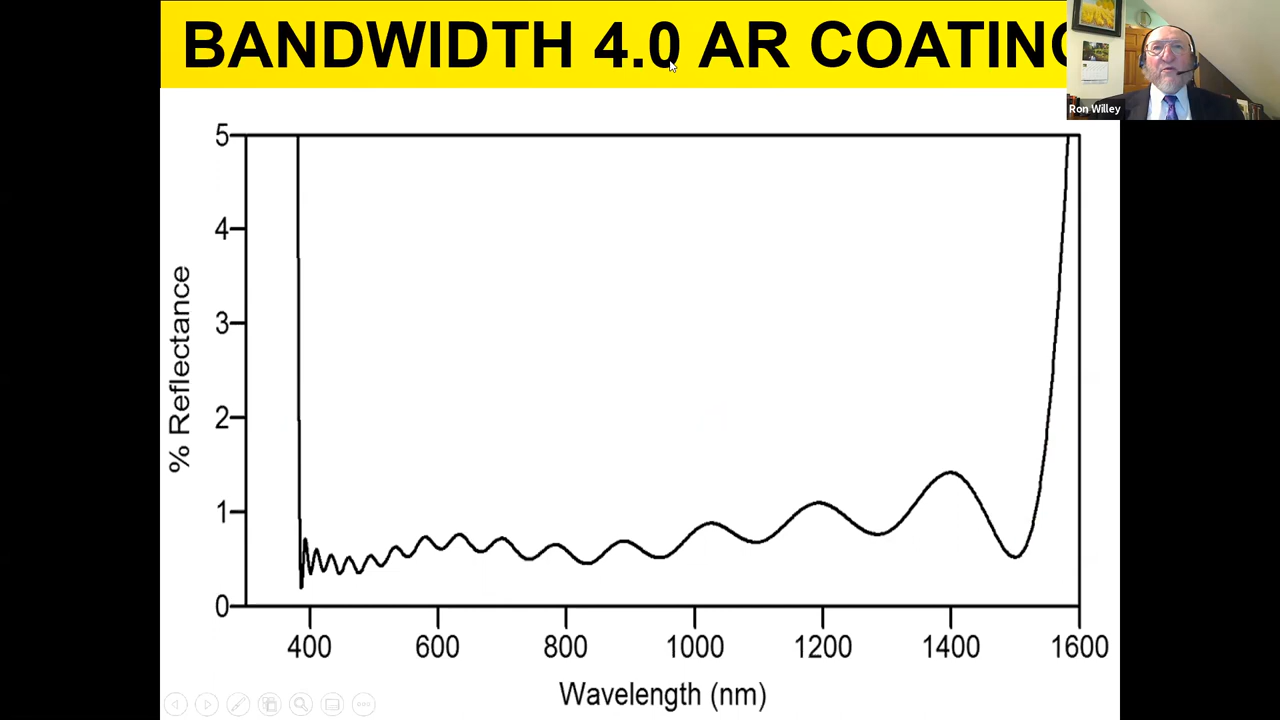 BANDWIDTH 4.0 AR COATING
Ron Willey
5
4
3
2
1
0
% Reflectance
400 600 800 1000 1200 1400 1600
Wavelength (nm)